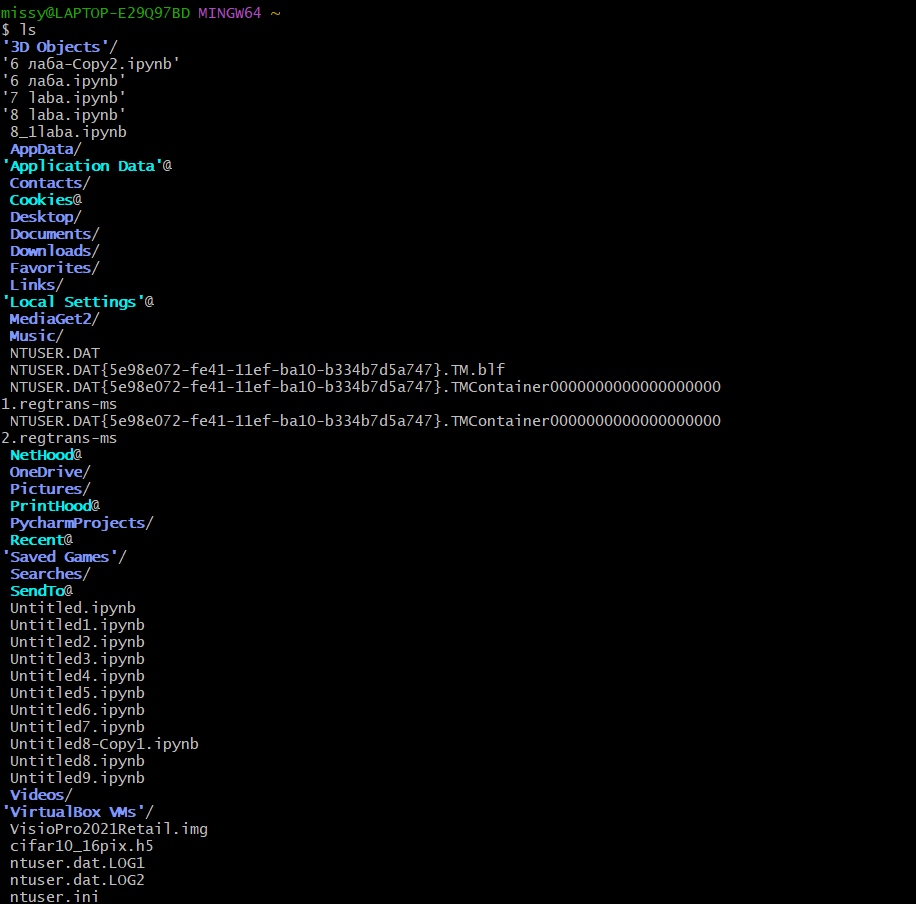 missy@LAPTOP-E29Q97BD MINGW64 ~
$ ls
'3D Objects'/
'6 лаба-Copy2.ipynb'
'6 лаба.ipynb'
'7 laba.ipynb'
'8 laba.ipynb'
8_1laba.ipynb
AppData/
'Application Data'@
Contacts/
Cookies@
Desktop/
Documents/
Downloads/
Favorites/
Links/
'Local Settings'@
MediaGet2/
Music/
NTUSER.DAT
NTUSER.DAT{5e98e072-fe41-11ef-ba10-b334b7d5a747}.TM.blf
NTUSER.DAT{5e98e072-fe41-11ef-ba10-b334b7d5a747}.TMContainer0000000000000000000
1.regtrans-ms
NTUSER.DAT{5e98e072-fe41-11ef-ba10-b334b7d5a747}.TMContainer0000000000000000000
2.regtrans-ms
NetHood@
OneDrive/
Pictures/
PrintHood@
PycharmProjects/
Recent@
'Saved Games'/
Searches/
SendTo@
Untitled.ipynb
Untitled1.ipynb
Untitled2.ipynb
Untitled3.ipynb
Untitled4.ipynb
Untitled5.ipynb
Untitled6.ipynb
Untitled7.ipynb
Untitled8-Copy1.ipynb
Untitled8.ipynb
Untitled9.ipynb
Videos/
'VirtualBox VMs'/
VisioPro2021Retail.img
cifar10_16pix.h5
ntuser.dat.LOG1
ntuser.dat.LOG2
ntuser.ini